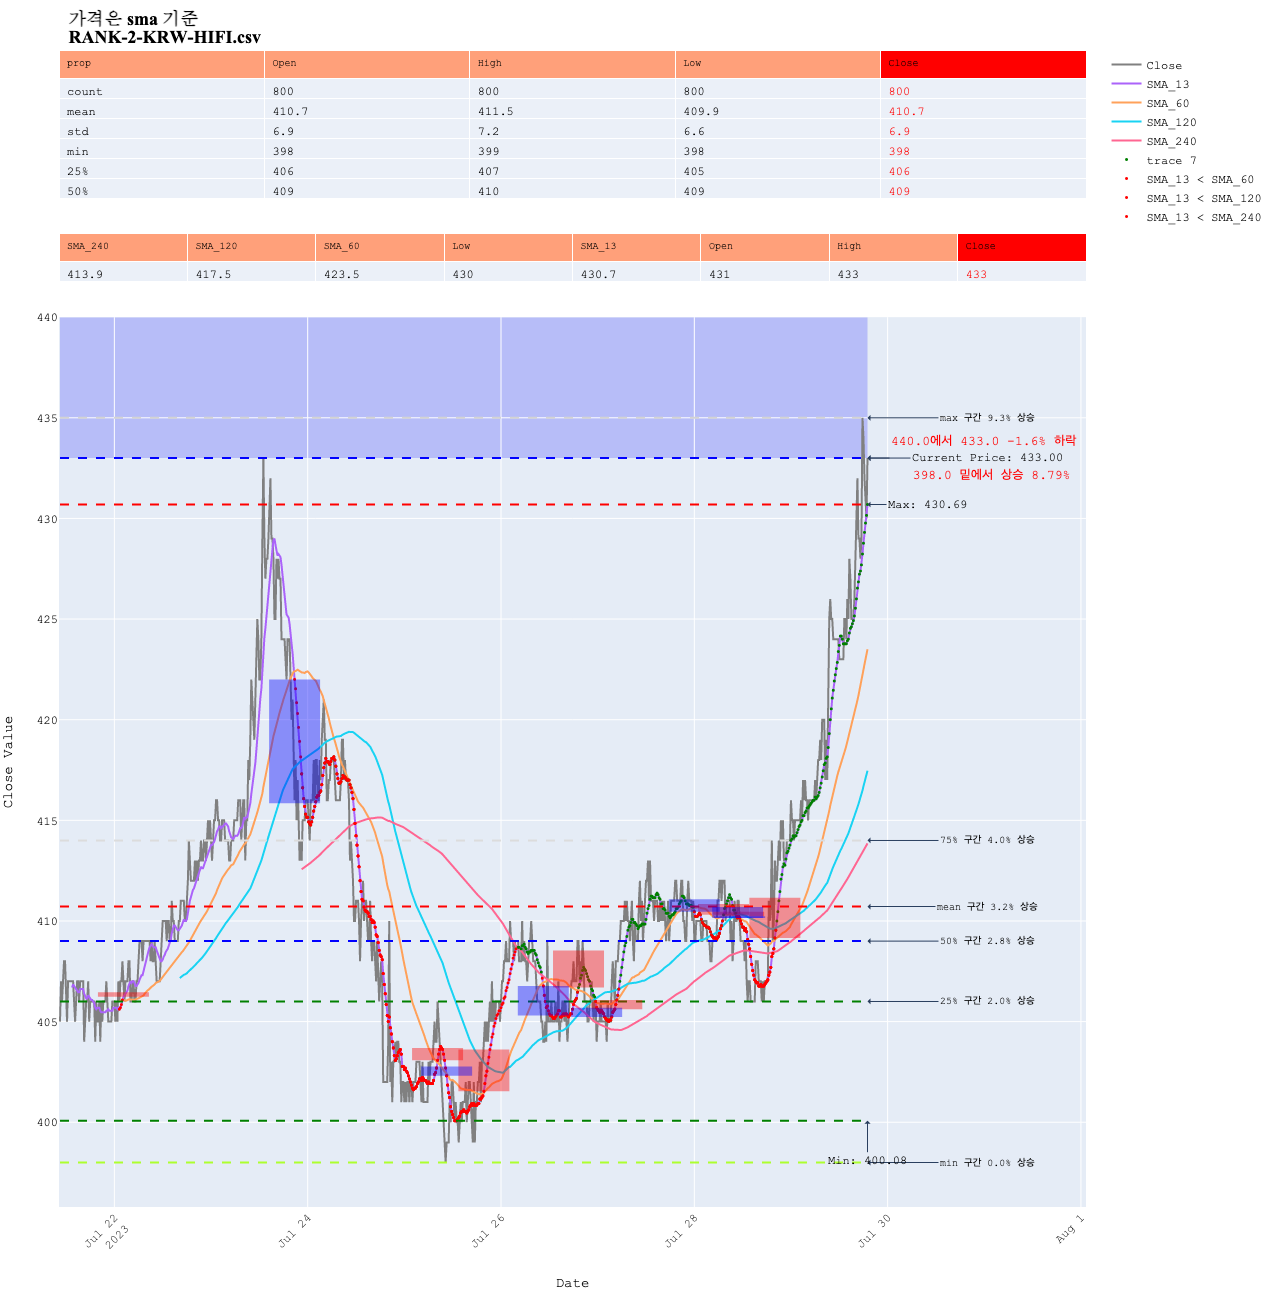 가격은 sma 기준
RANK-2-KRW-HIFI.csv
prop Open High Low Close
count 800 800 800 800
mean 410.7 411.5 409.9 410.7
std 6.9 7.2 6.6 6.9
min 398 399 398 398
25% 406 407 405 406
50% 409 410 409 409
SMA_240 SMA_120 SMA_60 Low SMA_13 Open High Close
413.9 417.5 423.5 430 430.7 431 433 433
Close
SMA_13
SMA_60
SMA_120
SMA_240
trace 7
SMA_13 < SMA_60
SMA_13 < SMA_120
SMA_13 < SMA_240
440
435
430
425
420
415
410
405
400
Close Value
max 구간 9.3% 상승
440.0에서 433.0 -1.6% 하락
Current Price: 433.00
398.0 밑에서 상승 8.79%
Max: 430.69
75% 구간 4.0% 상승
mean 구간 3.2% 상승
50% 구간 2.8% 상승
25% 구간 2.0% 상승
Min: 400.08
min 구간 0.0% 상승
Jul 22
2023
Jul 24
Jul 26
Jul 28
Jul 30
Aug 1
Date